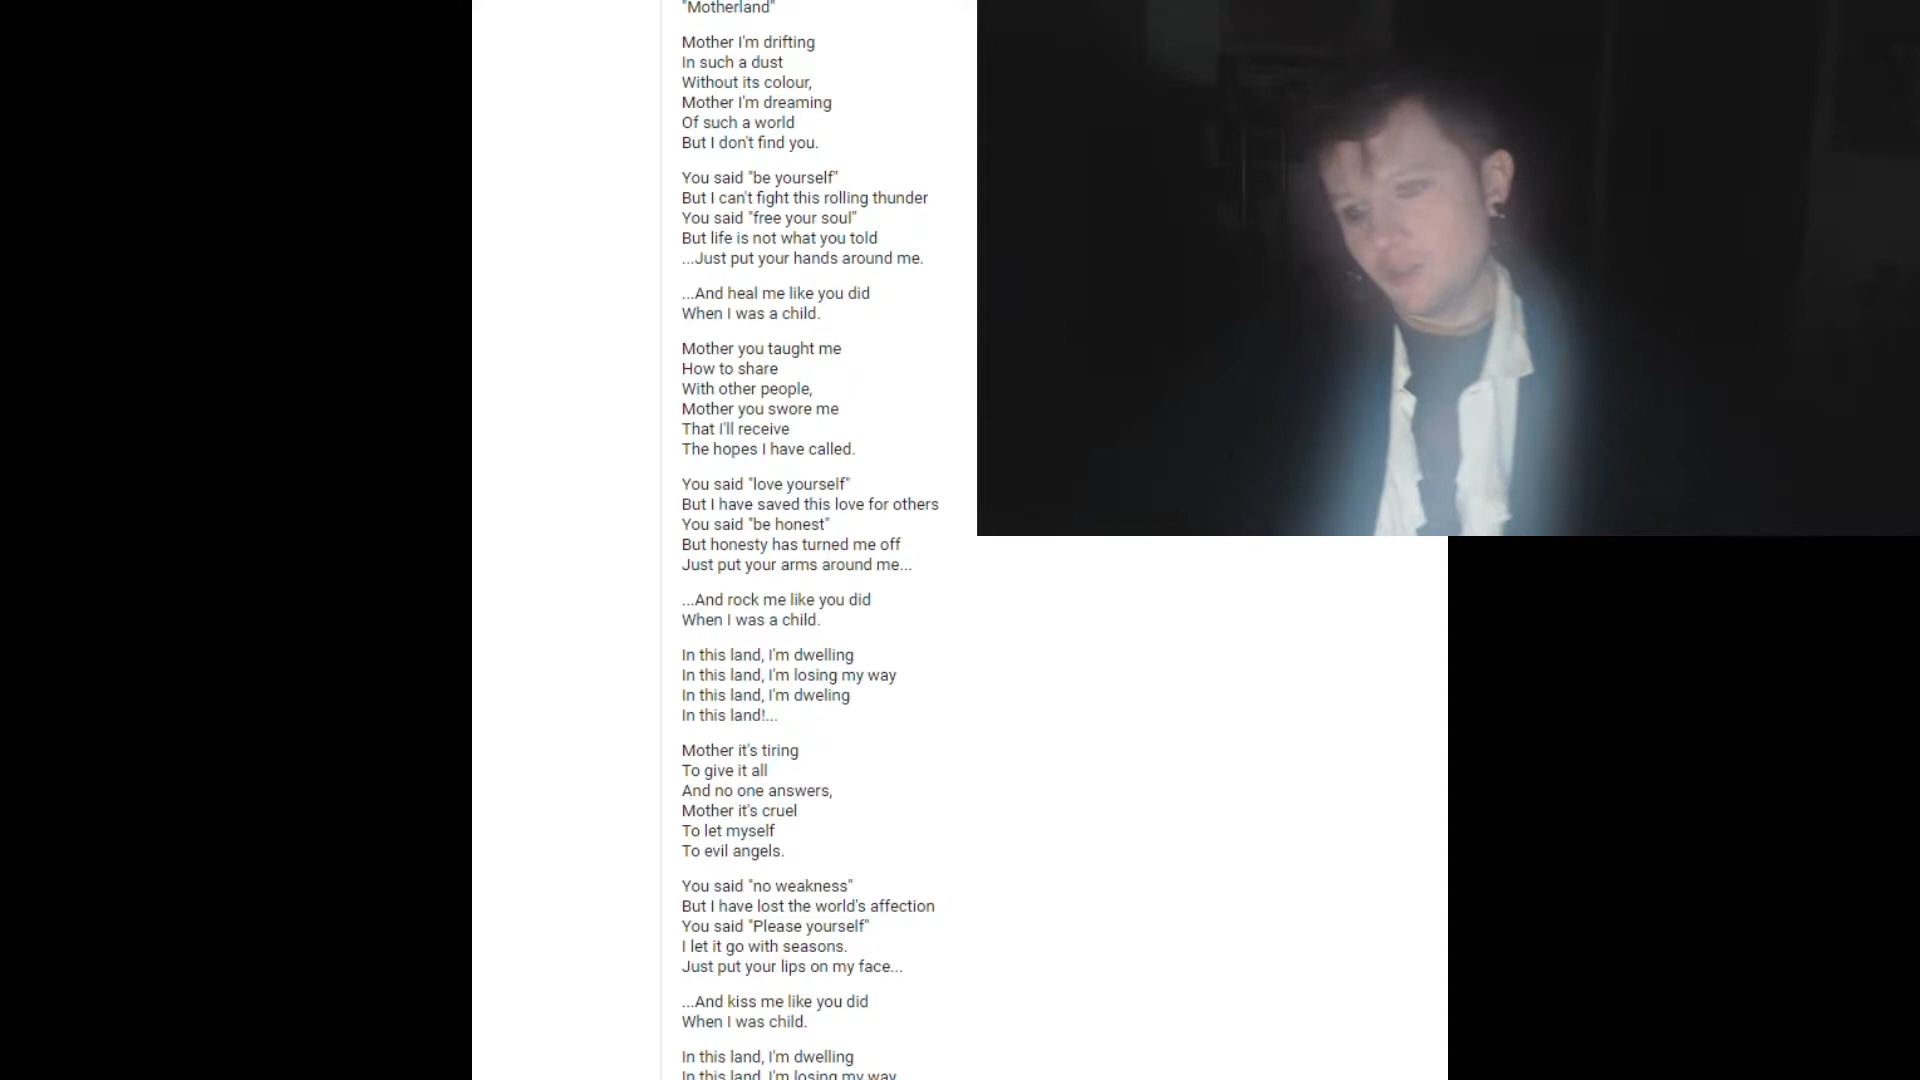 "Motherland"
Mother I'm drifting
In such a dust
Without its colour,
Mother I'm dreaming
Of such a world
But I don't find you.
You said "be yourself"
But I can't fight this rolling thunder
You said "free your soul"
But life is not what you told
...Just put your hands around me.
...And heal me like you did
When I was a child.
Mother you taught me
How to share
With other people,
Mother you swore me
That I'll receive
The hopes I have called.
You said "love yourself"
But I have saved this love for others
You said "be honest"
But honesty has turned me off
Just put your arms around me...
...And rock me like you did
When I was a child.
In this land, I'm dwelling
In this land, I'm losing my way
In this land, I'm dweling
In this land!...
Mother it's tiring
To give it all
And no one answers,
Mother it's cruel
To let myself
To evil angels.
You said "no weakness"
But I have lost the world's affection
You said "Please yourself"
I let it go with seasons.
Just put your lips on my face...
...And kiss me like you did
When I was child.
In this land, I'm dwelling
In this land, I'm losing my way